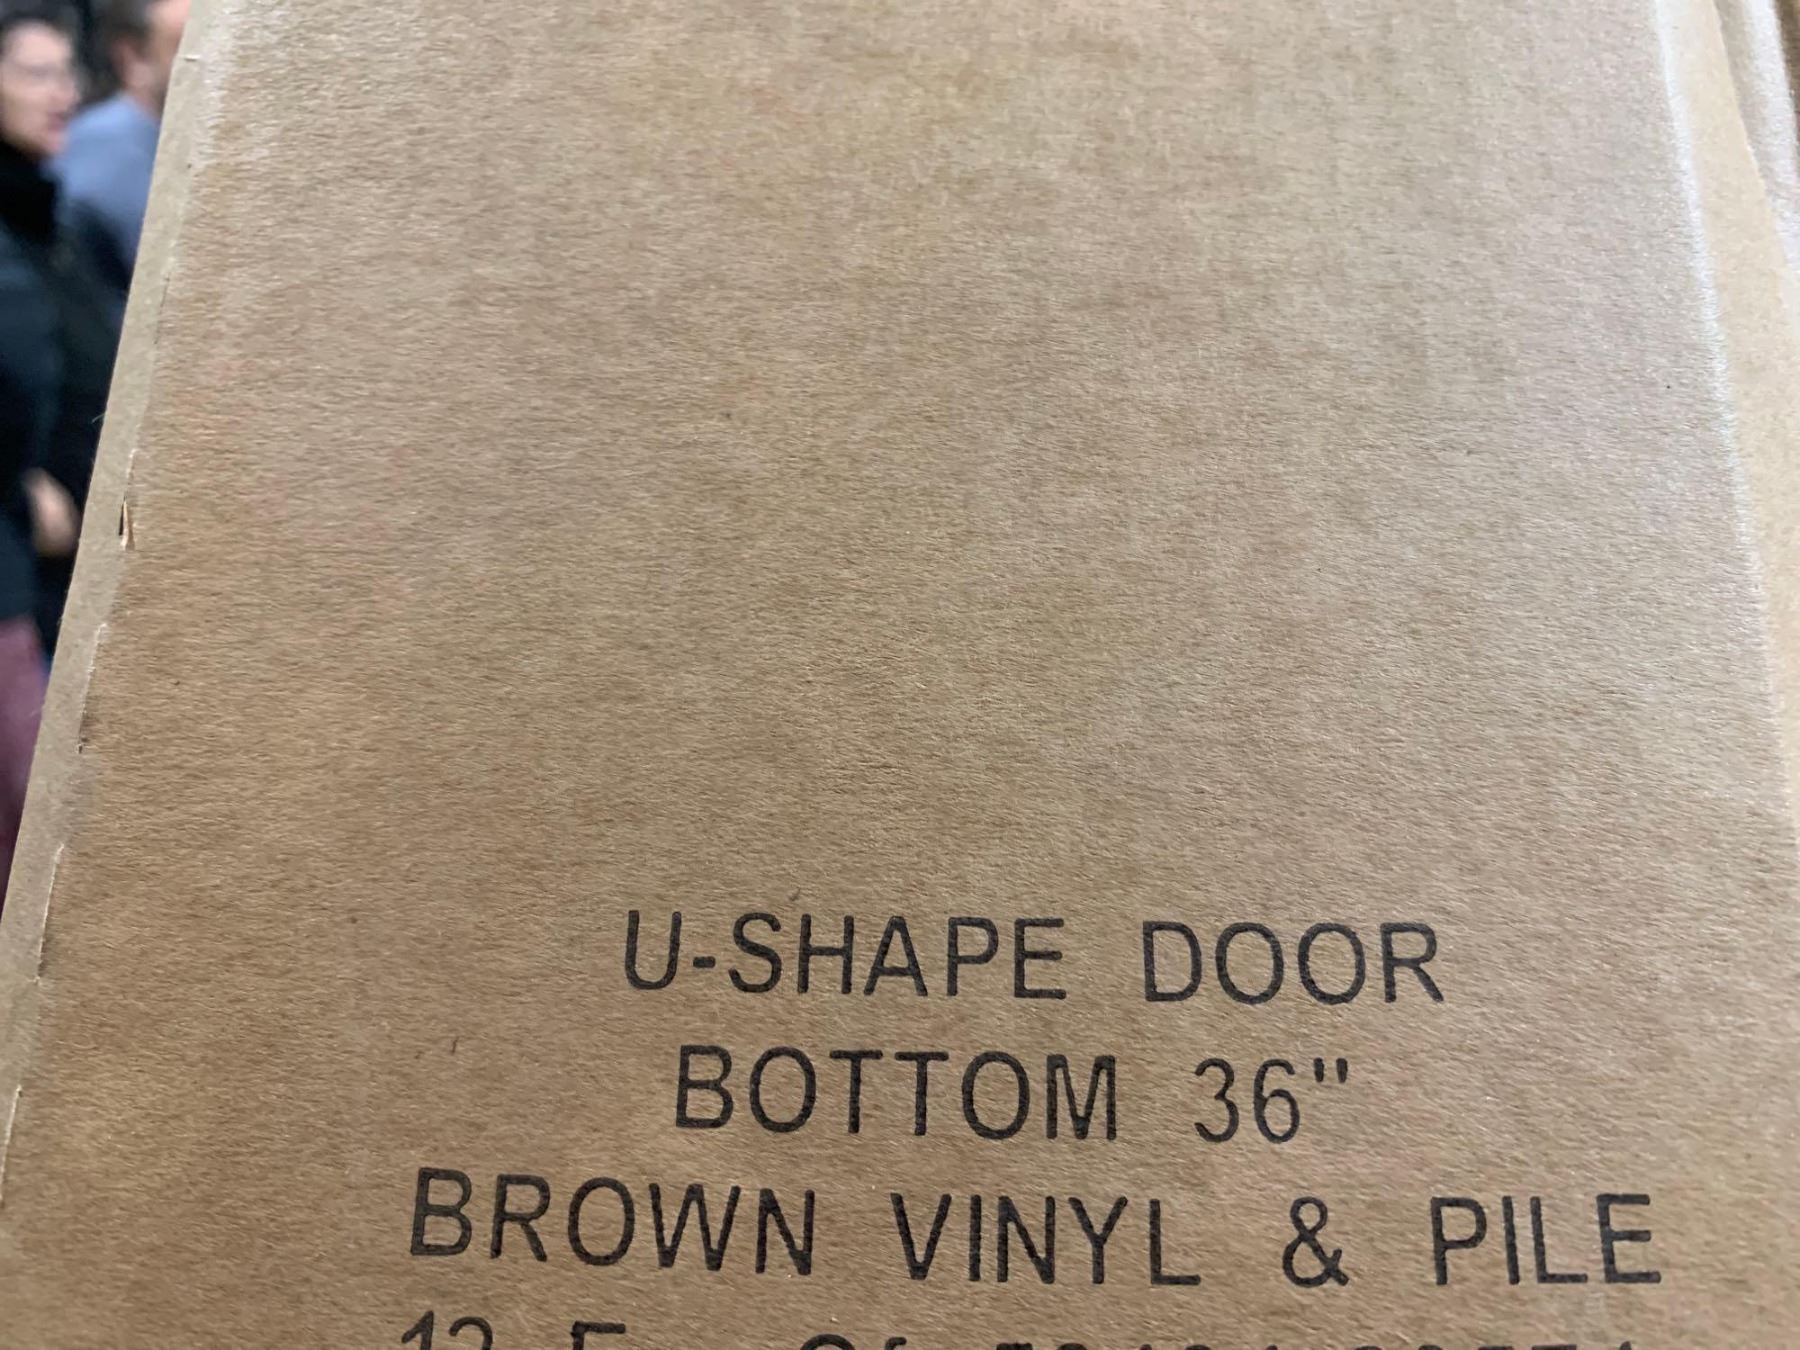 U-SHAPE DOOR
BOTTOM 36"
BROWN VINYL & PILE